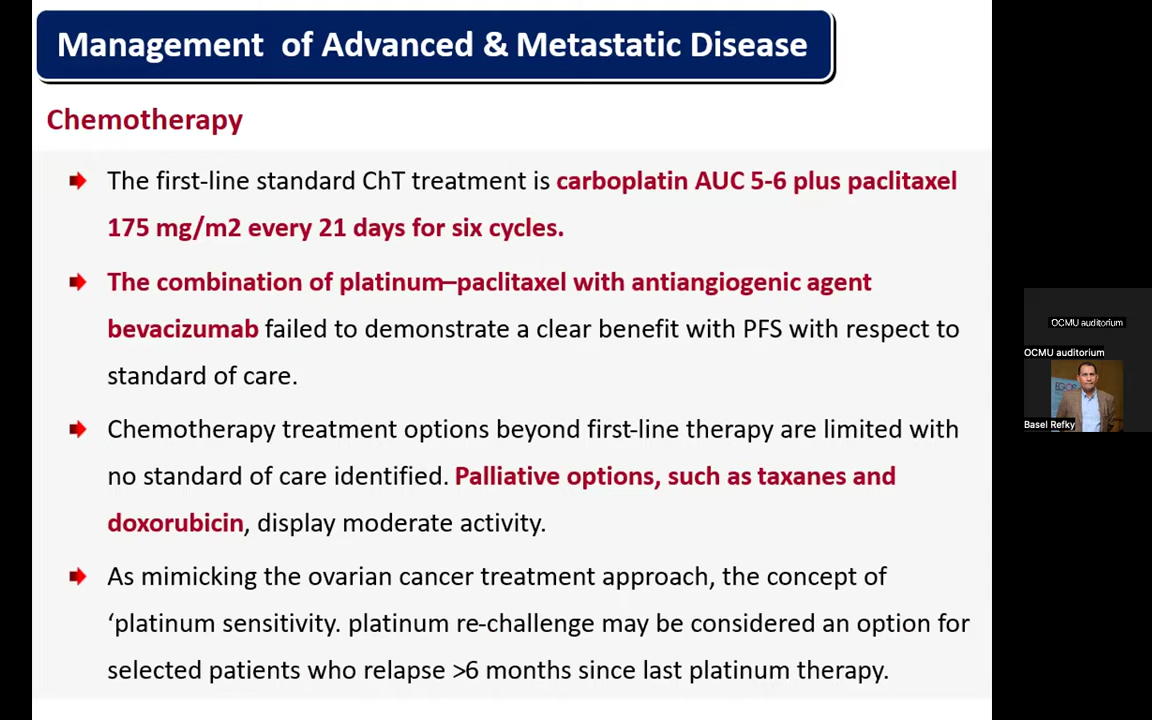 Management of Advanced & Metastatic Disease
Chemotherapy
The first-line standard ChT treatment is carboplatin AUC 5-6 plus paclitaxel
175 mg/m2 every 21 days for six cycles.
The combination of platinum–paclitaxel with antiangiogenic agent
bevacizumab failed to demonstrate a clear benefit with PFS with respect to
standard of care.
Chemotherapy treatment options beyond first-line therapy are limited with
no standard of care identified. Palliative options, such as taxanes and
doxorubicin, display moderate activity.
As mimicking the ovarian cancer treatment approach, the concept of
‘platinum sensitivity. platinum re-challenge may be considered an option for
selected patients who relapse >6 months since last platinum therapy.
OCMU auditorium
OCMU auditorium
Basel Refky